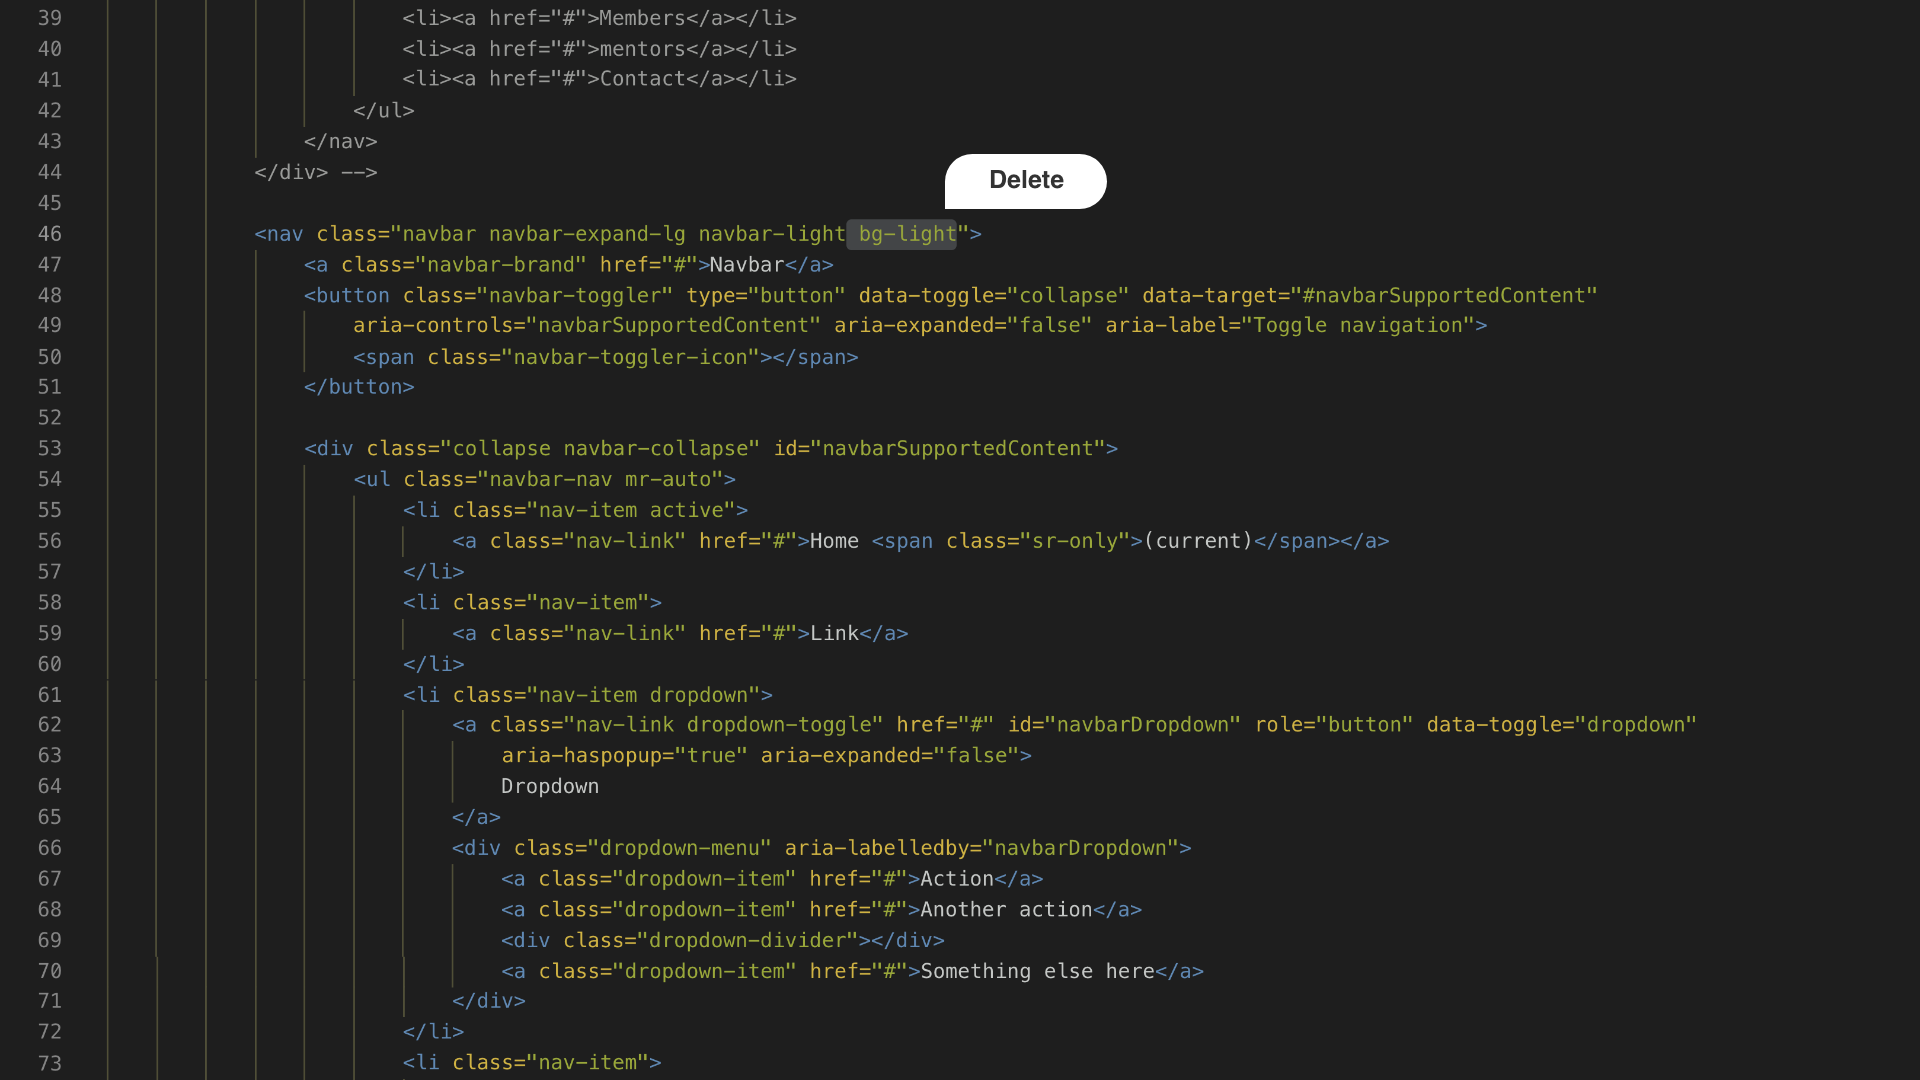 39 <li><a href="#">Members</a></li>
40 <li><a href="#">mentors</a></li>
41 <li><a href="#">Contact</a></li>
42 </ul>
43 </nav>
44 </div> -->
Delete
45
46 <nav class="navbar navbar-expand-lg navbar-light bg-light">
47 <a class="navbar-brand" href="#">Navbar</a>
48 <button class="navbar-toggler" type="button" data-toggle="collapse" data-target="#navbarSupportedContent"
49 aria-controls="navbarSupportedContent" aria-expanded="false" aria-label="Toggle navigation">
50 <span class="navbar-toggler-icon"></span>
51 </button>
52
53 <div class="collapse navbar-collapse" id="navbarSupportedContent">
54 <ul class="navbar-nav mr-auto">
55 <li class="nav-item active">
56 <a class="nav-link" href="#">Home <span class="sr-only">(current)</span></a>
57 </li>
58 <li class="nav-item">
59 <a class="nav-link" href="#">Link</a>
60 </li>
61 <li class="nav-item dropdown">
62 <a class="nav-link dropdown-toggle" href="#" id="navbarDropdown" role="button" data-toggle="dropdown"
63 aria-haspopup="true" aria-expanded="false">
64 Dropdown
65 </a>
66 <div class="dropdown-menu" aria-labelledby="navbarDropdown">
67 <a class="dropdown-item" href="#">Action</a>
68 <a class="dropdown-item" href="#">Another action</a>
69 <div class="dropdown-divider"></div>
70 <a class="dropdown-item" href="#">Something else here</a>
71 </div>
72 </li>
73 <li class="nav-item">